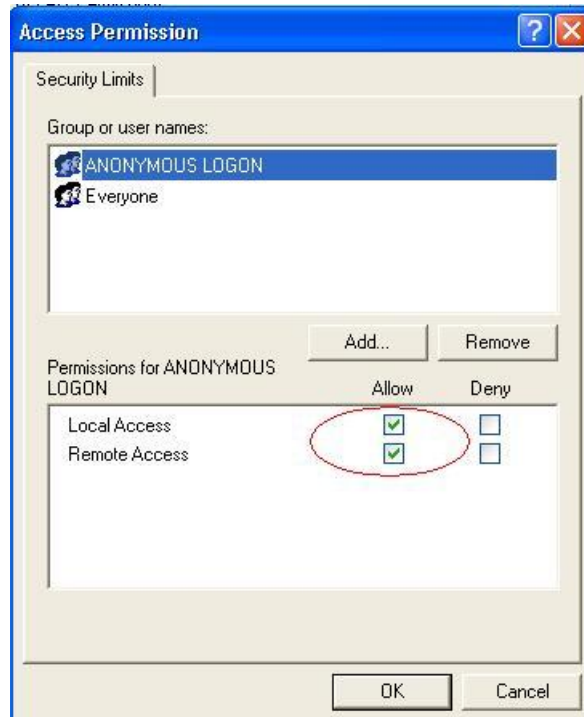 Access Permission
Security Limits
Group or user names:
ANONYMOUS LOGON
Everyone
Add... Remove
Permissions for ANONYMOUS
LOGON Allow Deny
Local Access
Remote Access
OK Cancel